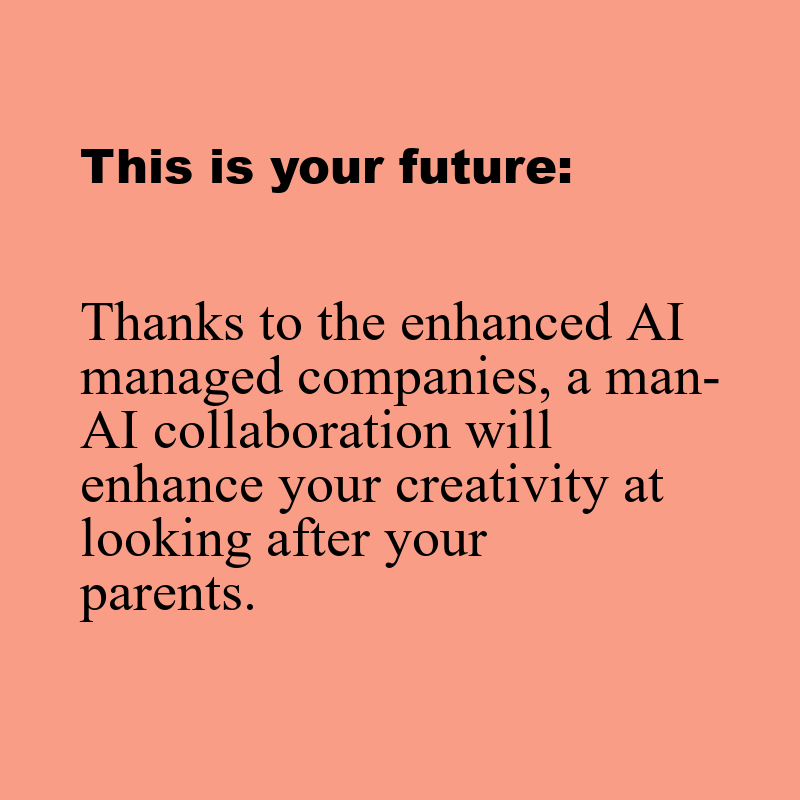 This is your future:
Thanks to the enhanced AI
managed companies, a man-
AI collaboration will
enhance your creativity at
looking after your
parents.